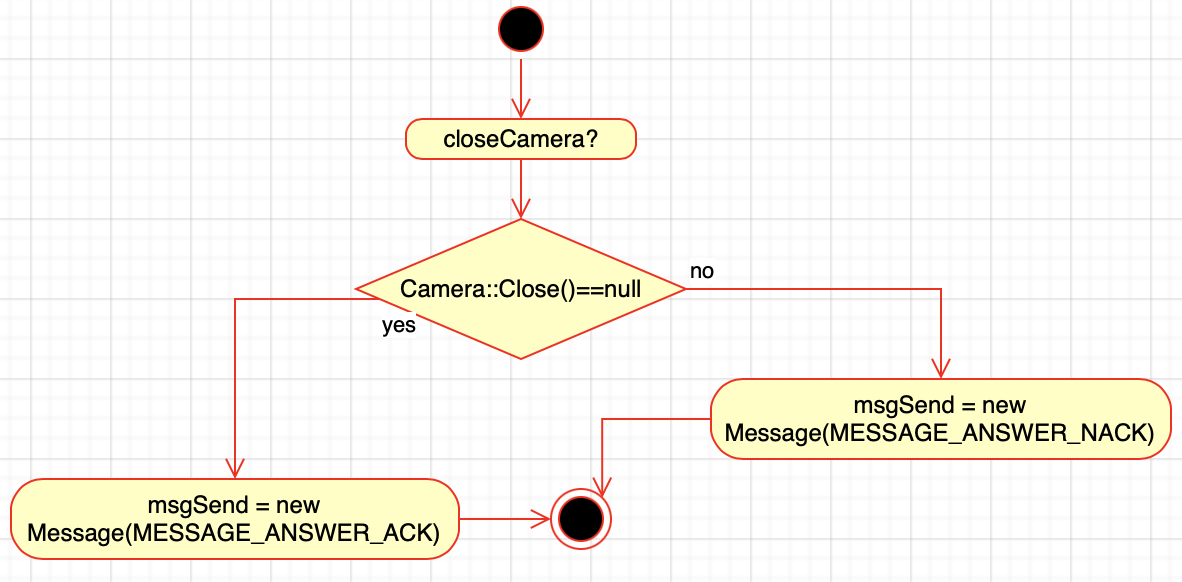 closeCamera?
Camera::Close()==null
no
yes
msgSend = new
Message(MESSAGE_ANSWER_NACK)
msgSend = new
Message(MESSAGE_ANSWER_ACK)